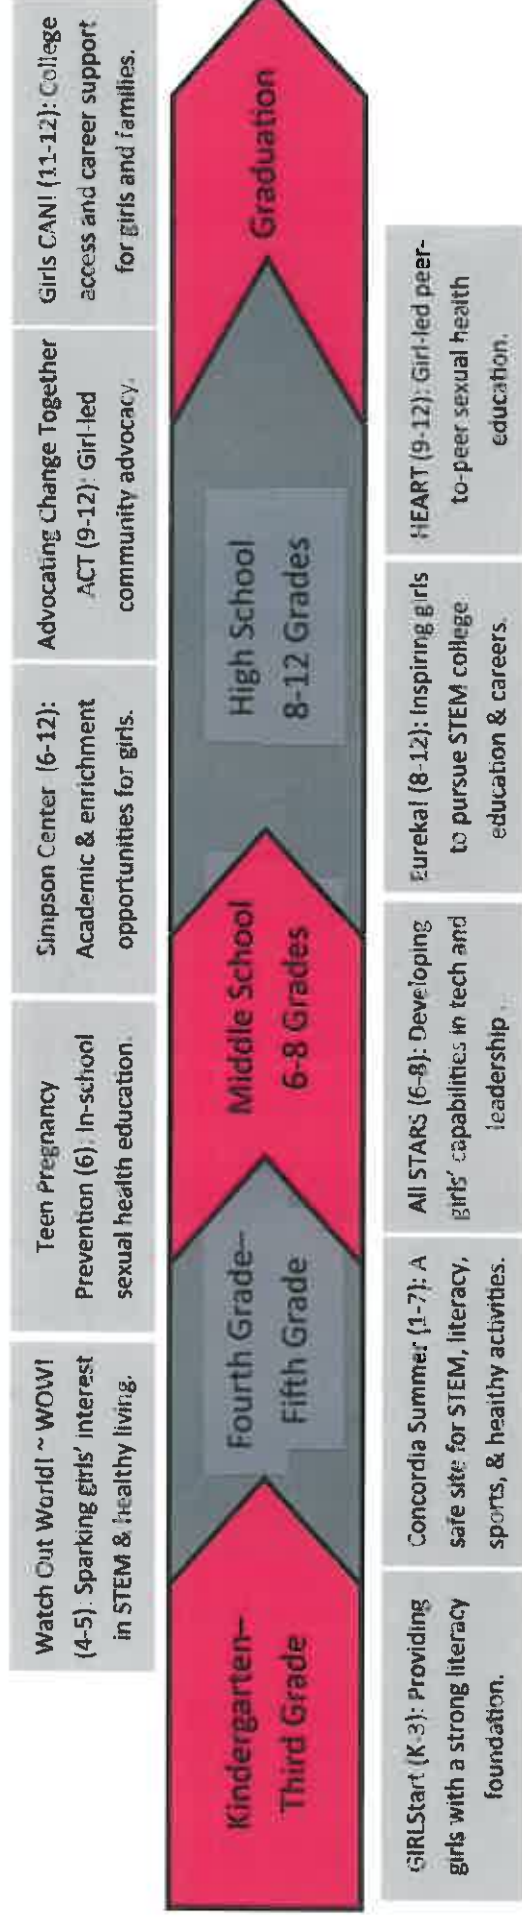 Watch Out World! ~ WOW!
(4-5): Sparking girls' interest
in STEM & healthy living.
Teen Pregnancy
Prevention (6): In-school
sexual health education.
Simpson Center (6-12):
Academic & enrichment
opportunities for girls.
Advocating Change Together
ACT (9-12): Girl-led
community advocacy.
Girls CAN! (11-12): College
access and career support
for girls and families.
Kindergarten–
Third Grade
Fourth Grade–
Fifth Grade
Middle School
6-8 Grades
High School
8-12 Grades
Graduation
GIRLStart (K-3): Providing
girls with a strong literacy
foundation.
Concordia Summer (1-7): A
safe site for STEM, literacy,
sports, & healthy activities.
All STARS (6-8): Developing
girls' capabilities in tech and
leadership.
Eureka! (8-12): Inspiring girls
to pursue STEM college
education & careers.
HEART (9-12): Girl-led peer-
to-peer sexual health
education.